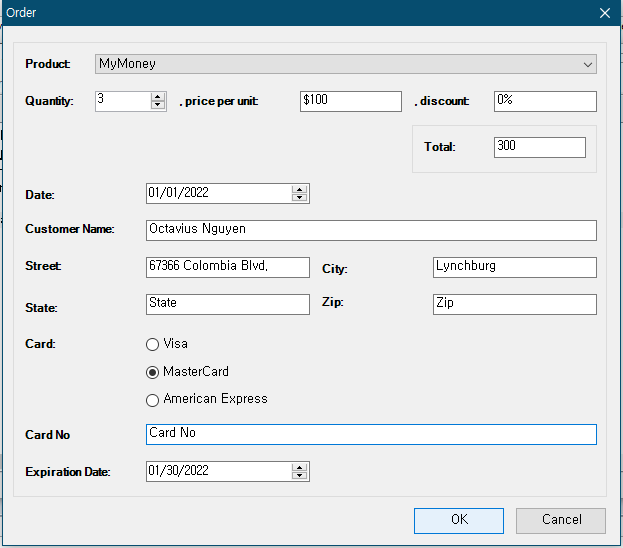 Order
Product: MyMoney
Quantity: 3 , price per unit: $100 , discount: 0%
Total: 300
Date: 01/01/2022
Customer Name: Octavius Nguyen
Street: 67366 Colombia Blvd, City: Lynchburg
State: State Zip: Zip
Card: Visa
MasterCard
American Express
Card No Card No
Expiration Date: 01/30/2022
OK Cancel